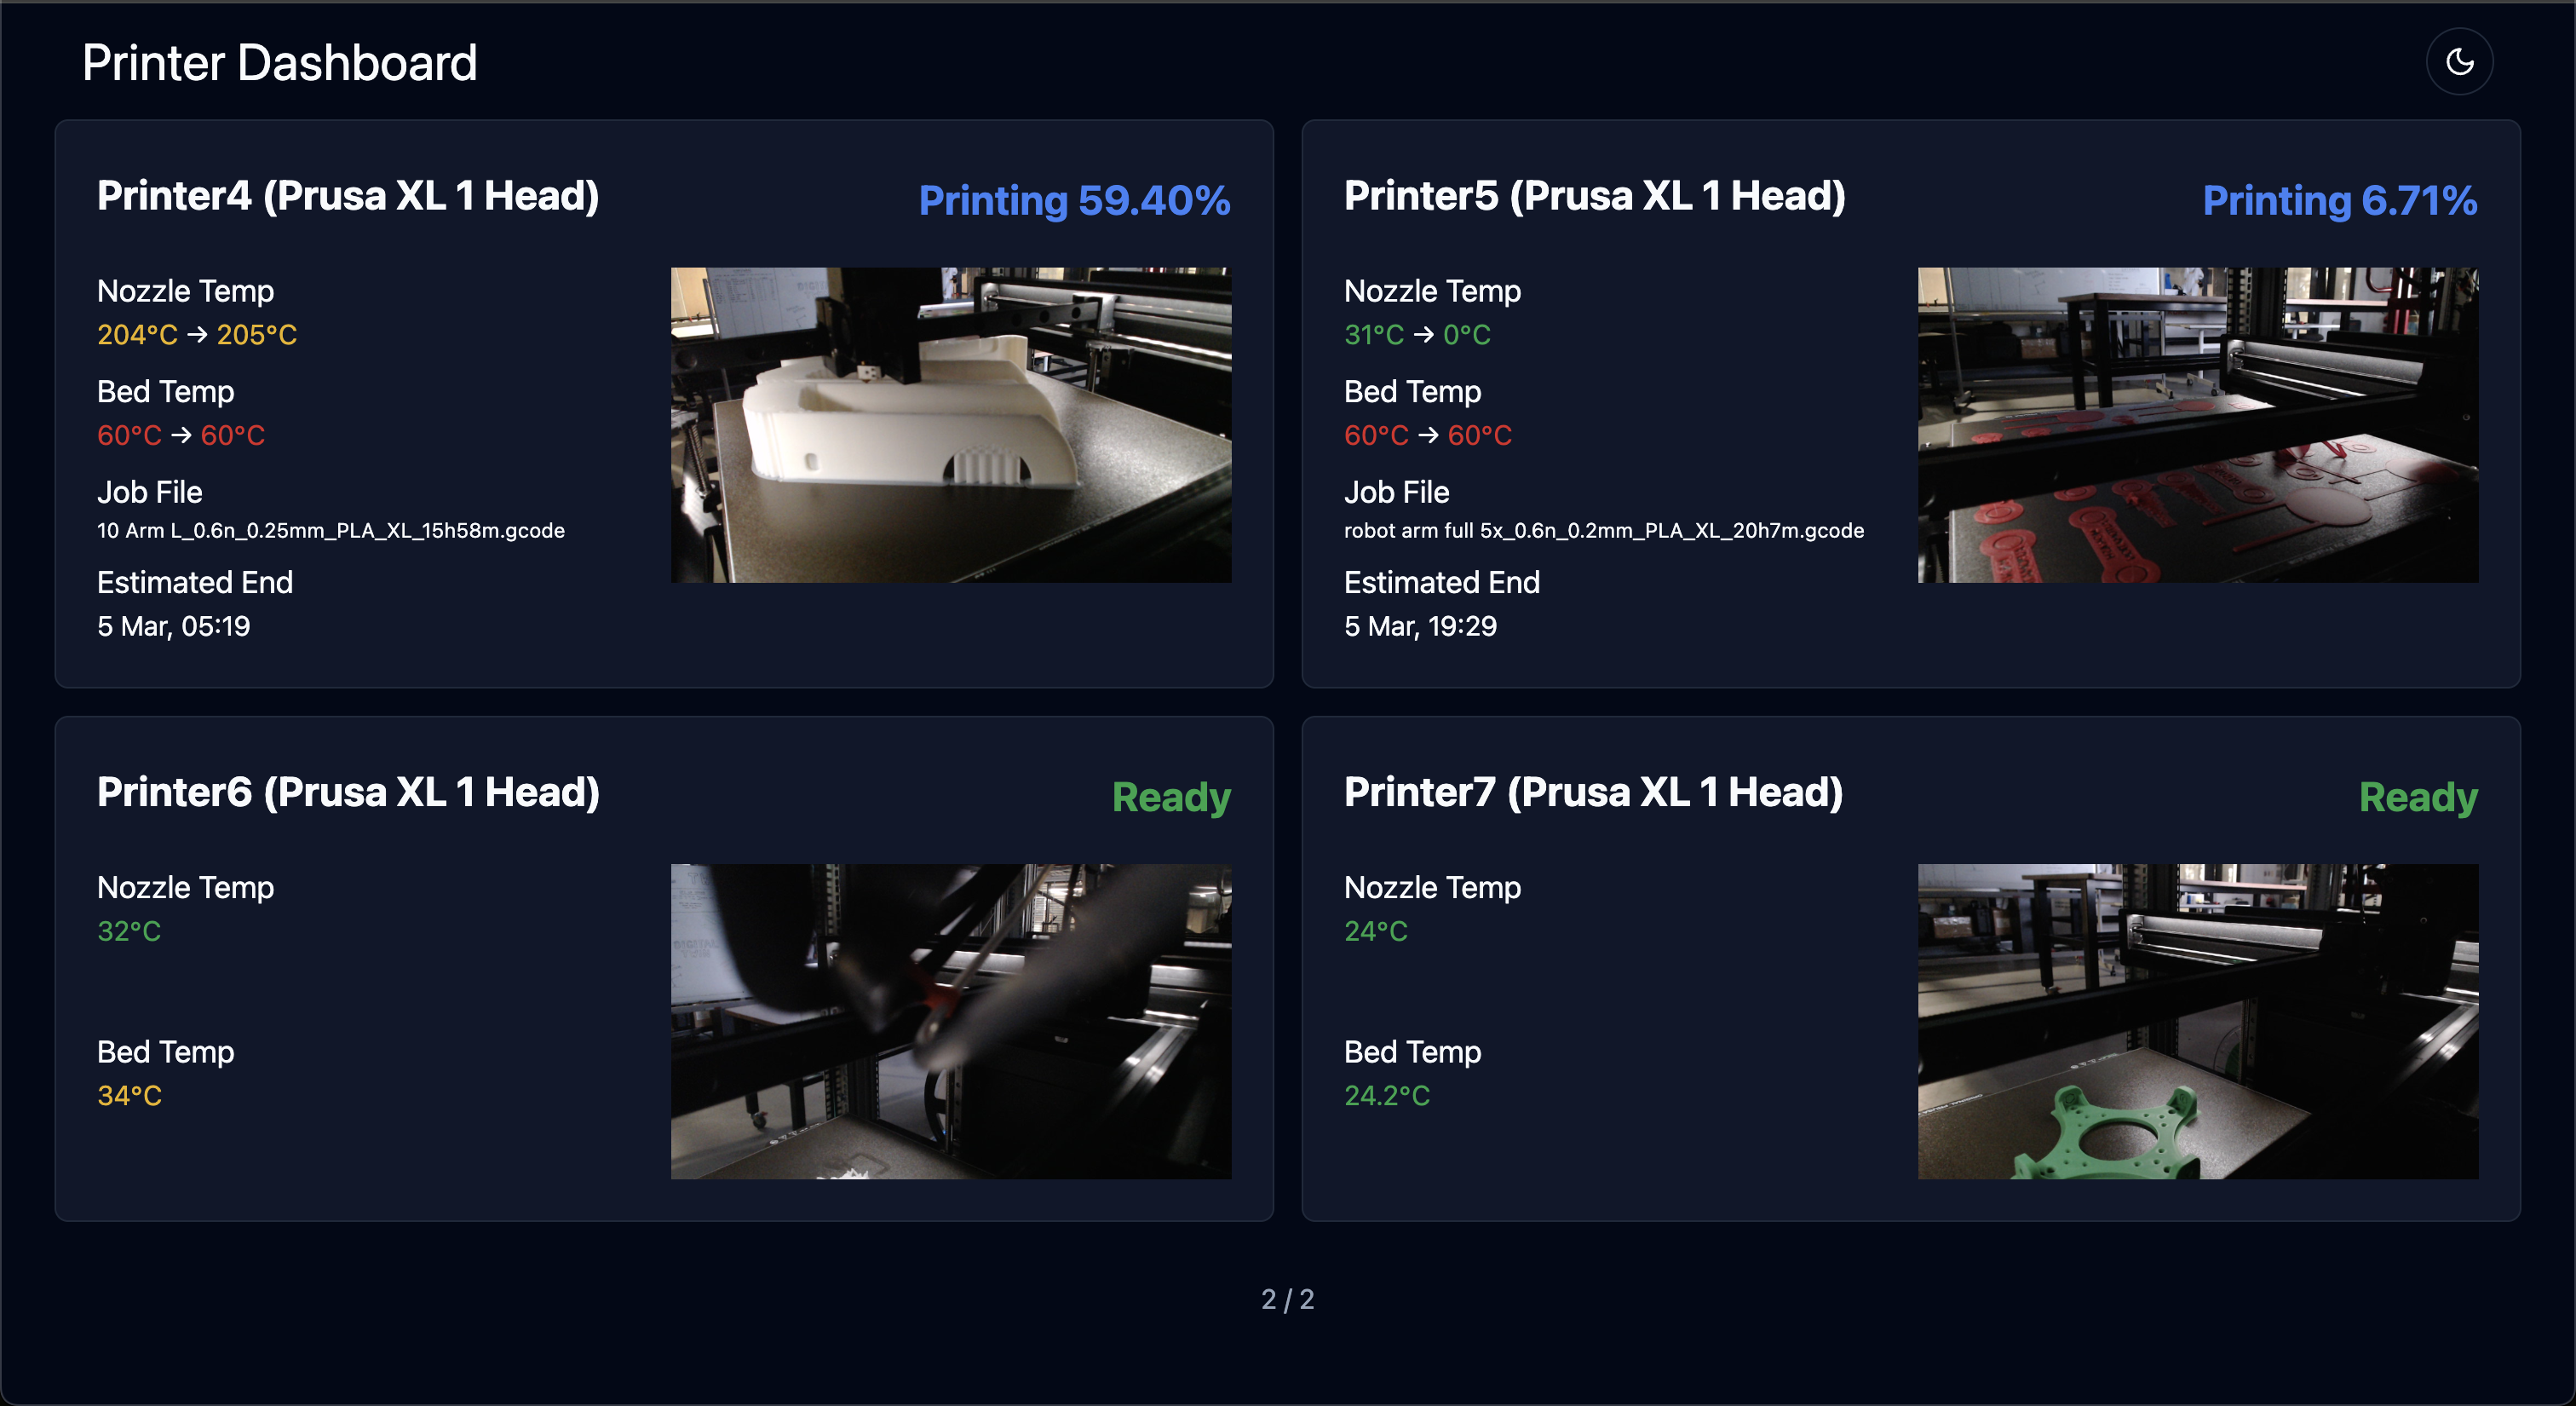 Printer Dashboard
Printer4 (Prusa XL 1 Head)
Printing 59.40%
Nozzle Temp
204°C → 205°C
Bed Temp
60°C → 60°C
Job File
10 Arm L_0.6n_0.25mm_PLA_XL_15h58m.gcode
Estimated End
5 Mar, 05:19
Printer5 (Prusa XL 1 Head)
Printing 6.71%
Nozzle Temp
31°C → 0°C
Bed Temp
60°C → 60°C
Job File
robot arm full 5x_0.6n_0.2mm_PLA_XL_20h7m.gcode
Estimated End
5 Mar, 19:29
Printer6 (Prusa XL 1 Head)
Ready
Nozzle Temp
32°C
Bed Temp
34°C
Printer7 (Prusa XL 1 Head)
Ready
Nozzle Temp
24°C
Bed Temp
24.2°C
2 / 2